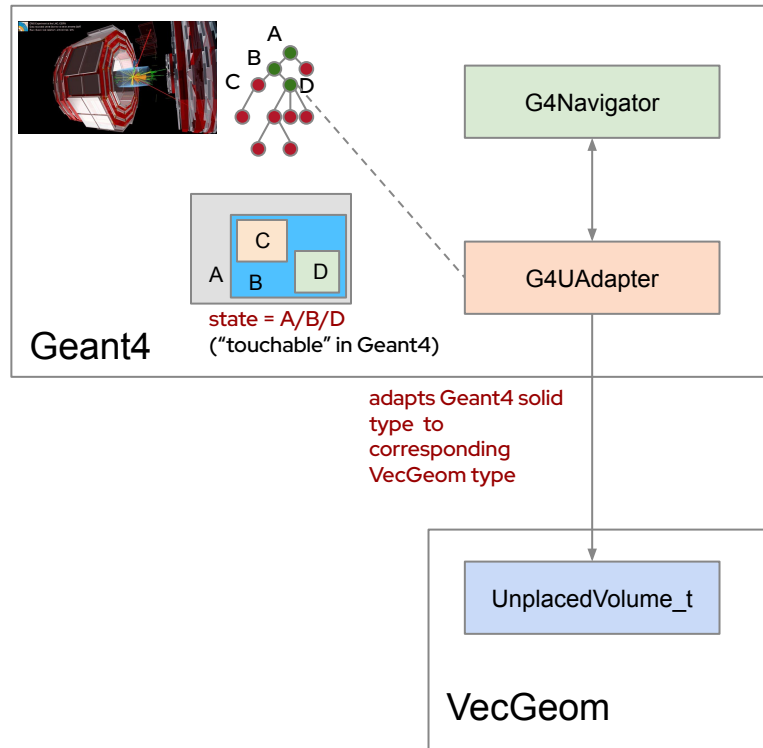 A
B
C
D
G4Navigator
C
A
B
D
G4UAdapter
state = A/B/D
(“touchable” in Geant4)
Geant4
adapts Geant4 solid
type to
corresponding
VecGeom type
UnplacedVolume_t
VecGeom